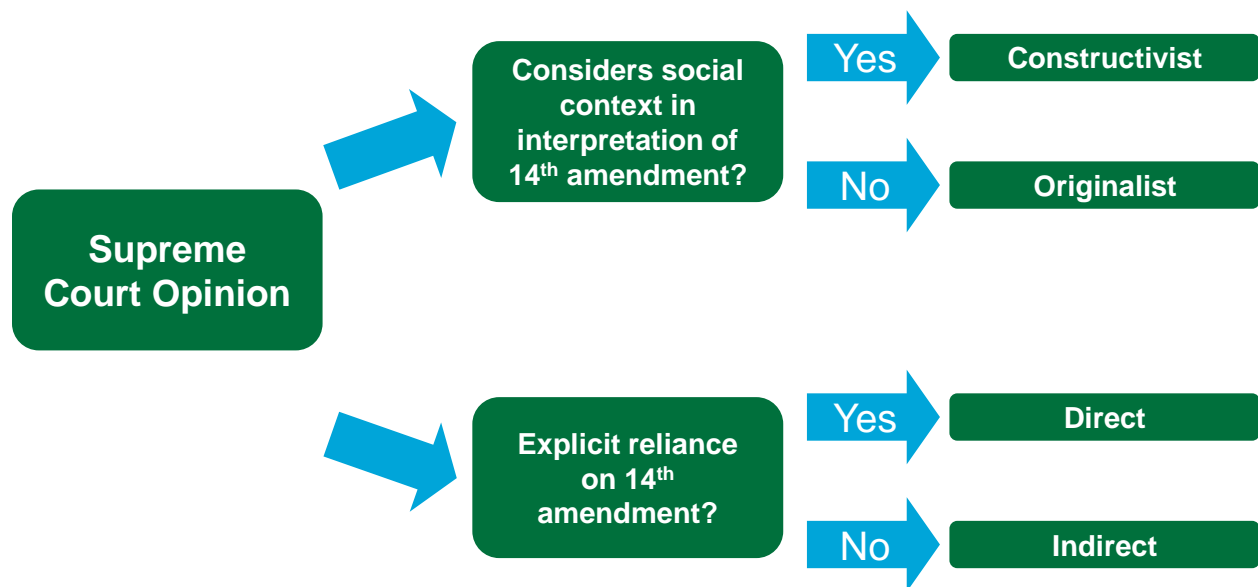 Supreme
Court Opinion
Considers social
context in
interpretation of
14th amendment?
Yes
Constructivist
No
Originalist
Explicit reliance
on 14th
amendment?
Yes
Direct
No
Indirect